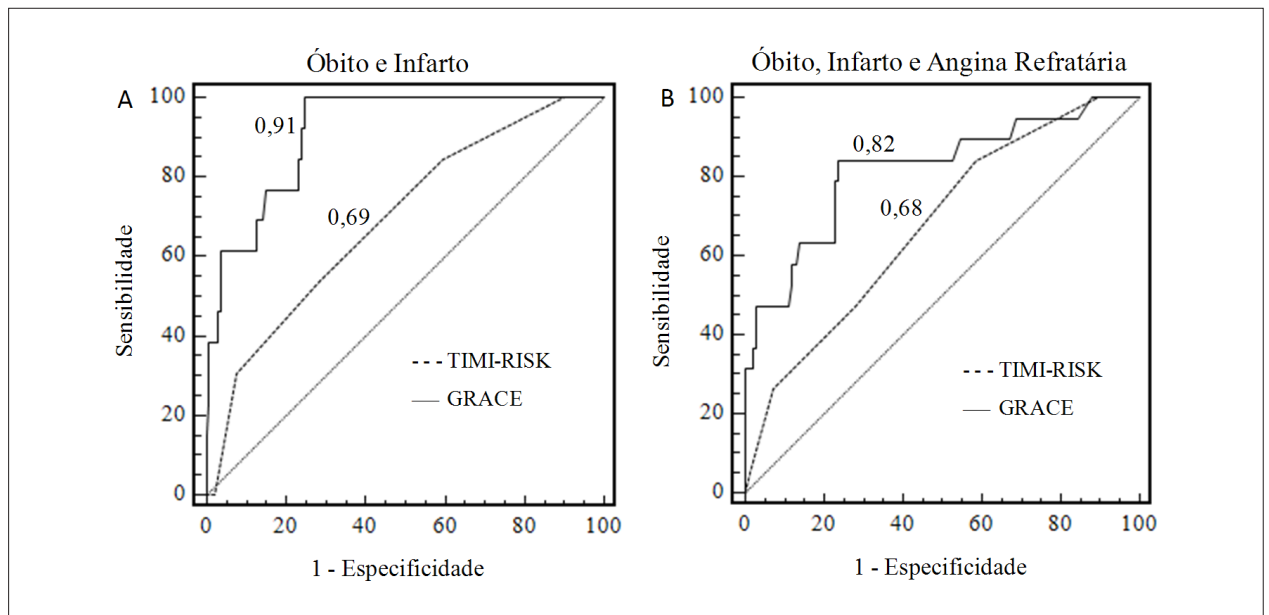 Óbito e Infarto
A
100
80
60
40
20
0
Sensibilidade
0,91
0,69
TIMI-RISK
GRACE
0 20 40 60 80 100
1 - Especificidade
Óbito, Infarto e Angina Refratária
B
100
80
60
40
20
0
Sensibilidade
0,82
0,68
TIMI-RISK
GRACE
0 20 40 60 80 100
1 - Especificidade